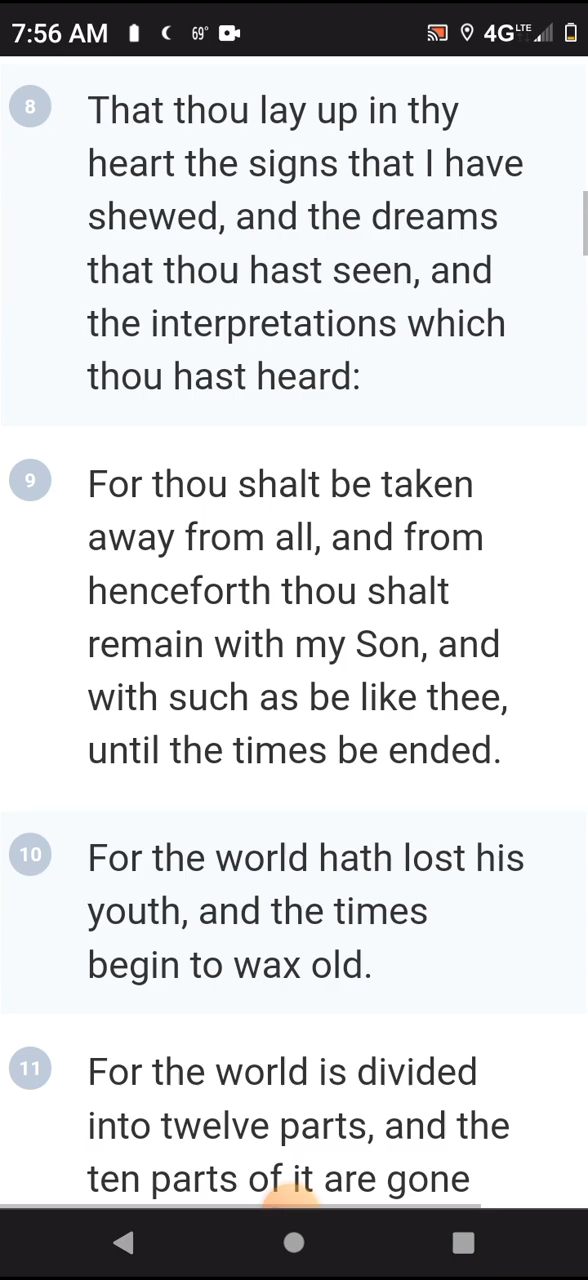 7:56 AM 69° 4G LTE
8 That thou lay up in thy
heart the signs that I have
shewed, and the dreams
that thou hast seen, and
the interpretations which
thou hast heard:
9 For thou shalt be taken
away from all, and from
henceforth thou shalt
remain with my Son, and
with such as be like thee,
until the times be ended.
10 For the world hath lost his
youth, and the times
begin to wax old.
11 For the world is divided
into twelve parts, and the
ten parts of it are gone